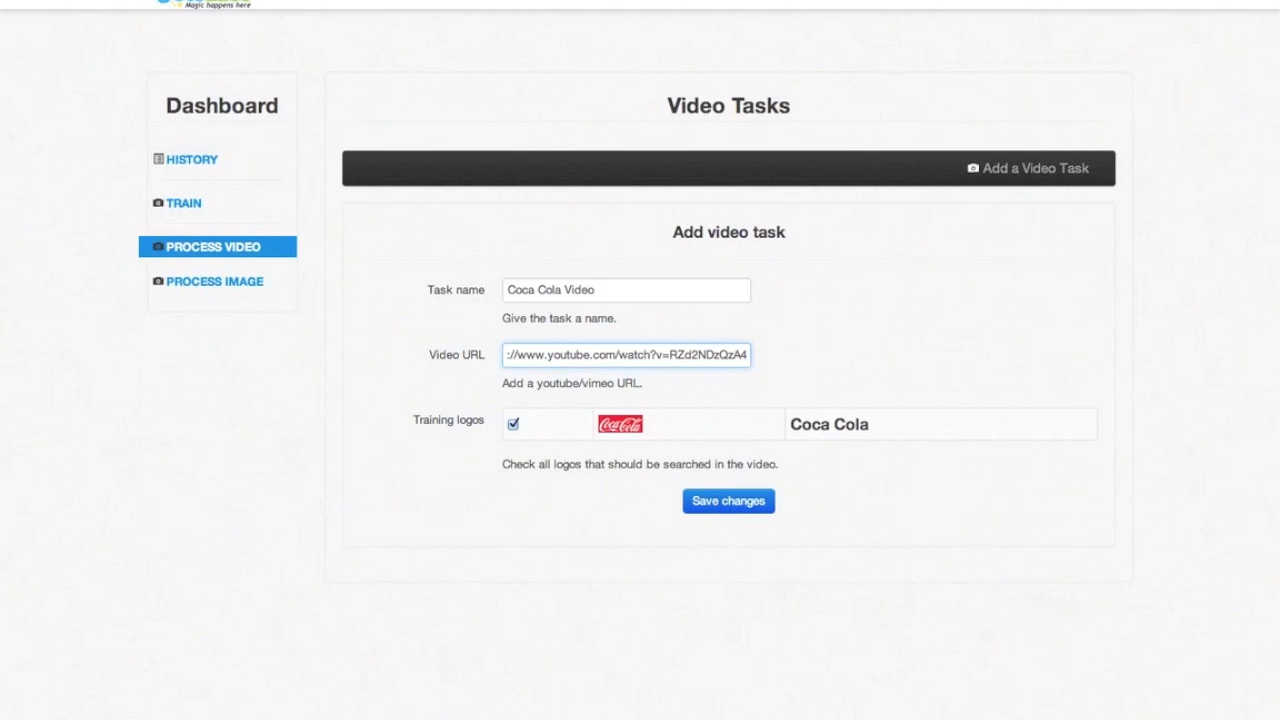 Magic happens here
Dashboard
HISTORY
TRAIN
PROCESS VIDEO
PROCESS IMAGE
Video Tasks
Add a Video Task
Add video task
Task name
Coca Cola Video
Give the task a name.
Video URL
://www.youtube.com/watch?v=RZd2NDzQzA4
Add a youtube/vimeo URL.
Training logos
Coca-Cola
Coca Cola
Check all logos that should be searched in the video.
Save changes